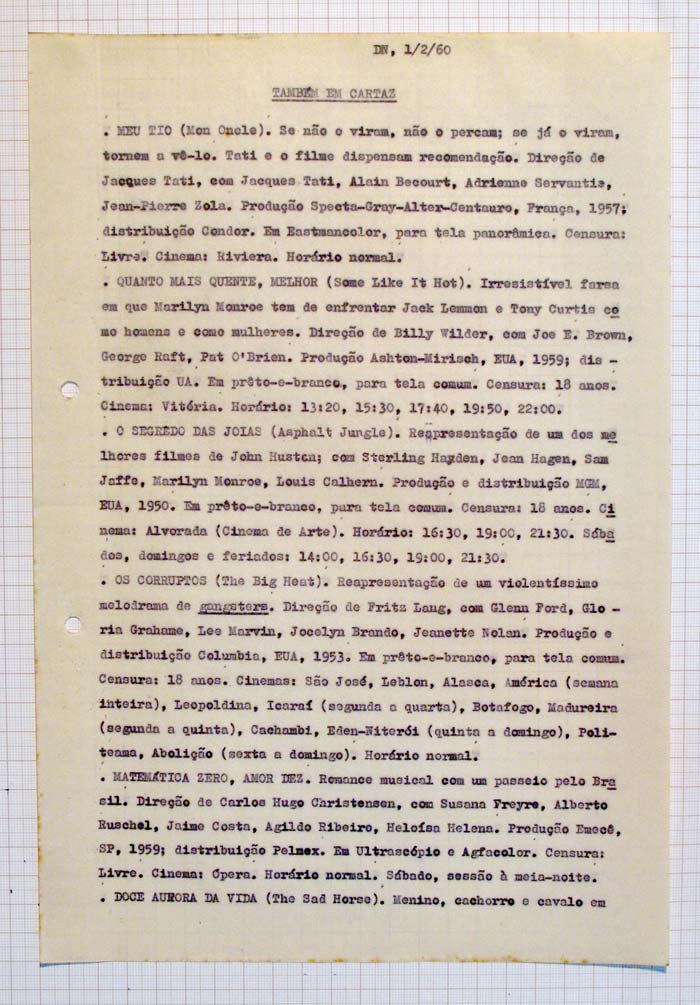 DN, 1/2/60
TAMBÉM EM CARTAZ
. MEU TIO (Mon Oncle). Se não o viram, não o percam; se já o viram,
tornem a vê-lo. Tati e o filme dispensam recomendação. Direção de
Jacques Tati, com Jacques Tati, Alain Becourt, Adrienne Servantis,
Jean-Pierre Zola. Produção Specta-Gray-Alter-Centauro, França, 1957;
distribuição Condor. Em Eastmancolor, para tela panorâmica. Censura:
Livre. Cinema: Riviera. Horário normal.
. QUANTO MAIS QUENTE, MELHOR (Some Like It Hot). Irresistível farsa
em que Marilyn Monroe tem de enfrentar Jack Lemmon e Tony Curtis co
mo homens e como mulheres. Direção de Billy Wilder, com Joe E. Brown,
George Raft, Pat O'Brien. Produção Ashton-Mirisch, EUA, 1959; dis -
tribuição UA. Em prêto-e-branco, para tela comum. Censura: 18 anos.
Cinema: Vitória. Horário: 13:20, 15:30, 17:40, 19:50, 22:00.
. O SEGREDO DAS JOIAS (Asphalt Jungle). Reapresentação de um dos me
lhores filmes de John Huston; com Sterling Hayden, Jean Hagen, Sam
Jaffe, Marilyn Monroe, Louis Calhern. Produção e distribuição MGM,
EUA, 1950. Em prêto-e-branco, para tela comum. Censura: 18 anos. Ci
nema: Alvorada (Cinema de Arte). Horário: 16:30, 19:00, 21:30. Sába
dos, domingos e feriados: 14:00, 16:30, 19:00, 21:30.
. OS CORRUPTOS (The Big Heat). Reapresentação de um violentíssimo
melodrama de gangsters. Direção de Fritz Lang, com Glenn Ford, Glo -
ria Grahame, Lee Marvin, Jocelyn Brando, Jeanette Nolan. Produção e
distribuição Columbia, EUA, 1953. Em prêto-e-branco, para tela comum.
Censura: 18 anos. Cinemas: São José, Leblon, Alasca, América (semana
inteira), Leopoldina, Icaraí (segunda a quarta), Botafogo, Madureira
(segunda a quinta), Cachambi, Eden-Niterói (quinta a domingo), Poli-
teama, Abolição (sexta a domingo). Horário normal.
. MATEMÁTICA ZERO, AMOR DEZ. Romance musical com um passeio pelo Bra
sil. Direção de Carlos Hugo Christensen, com Susana Freyre, Alberto
Ruschel, Jaime Costa, Agildo Ribeiro, Heloísa Helena. Produção Emecê,
SP, 1959; distribuição Pelmex. Em Ultrascópio e Agfacolor. Censura:
Livre. Cinema: Ópera. Horário normal. Sábado, sessão à meia-noite.
. DOCE AURORA DA VIDA (The Sad Horse). Menino, cachorro e cavalo em